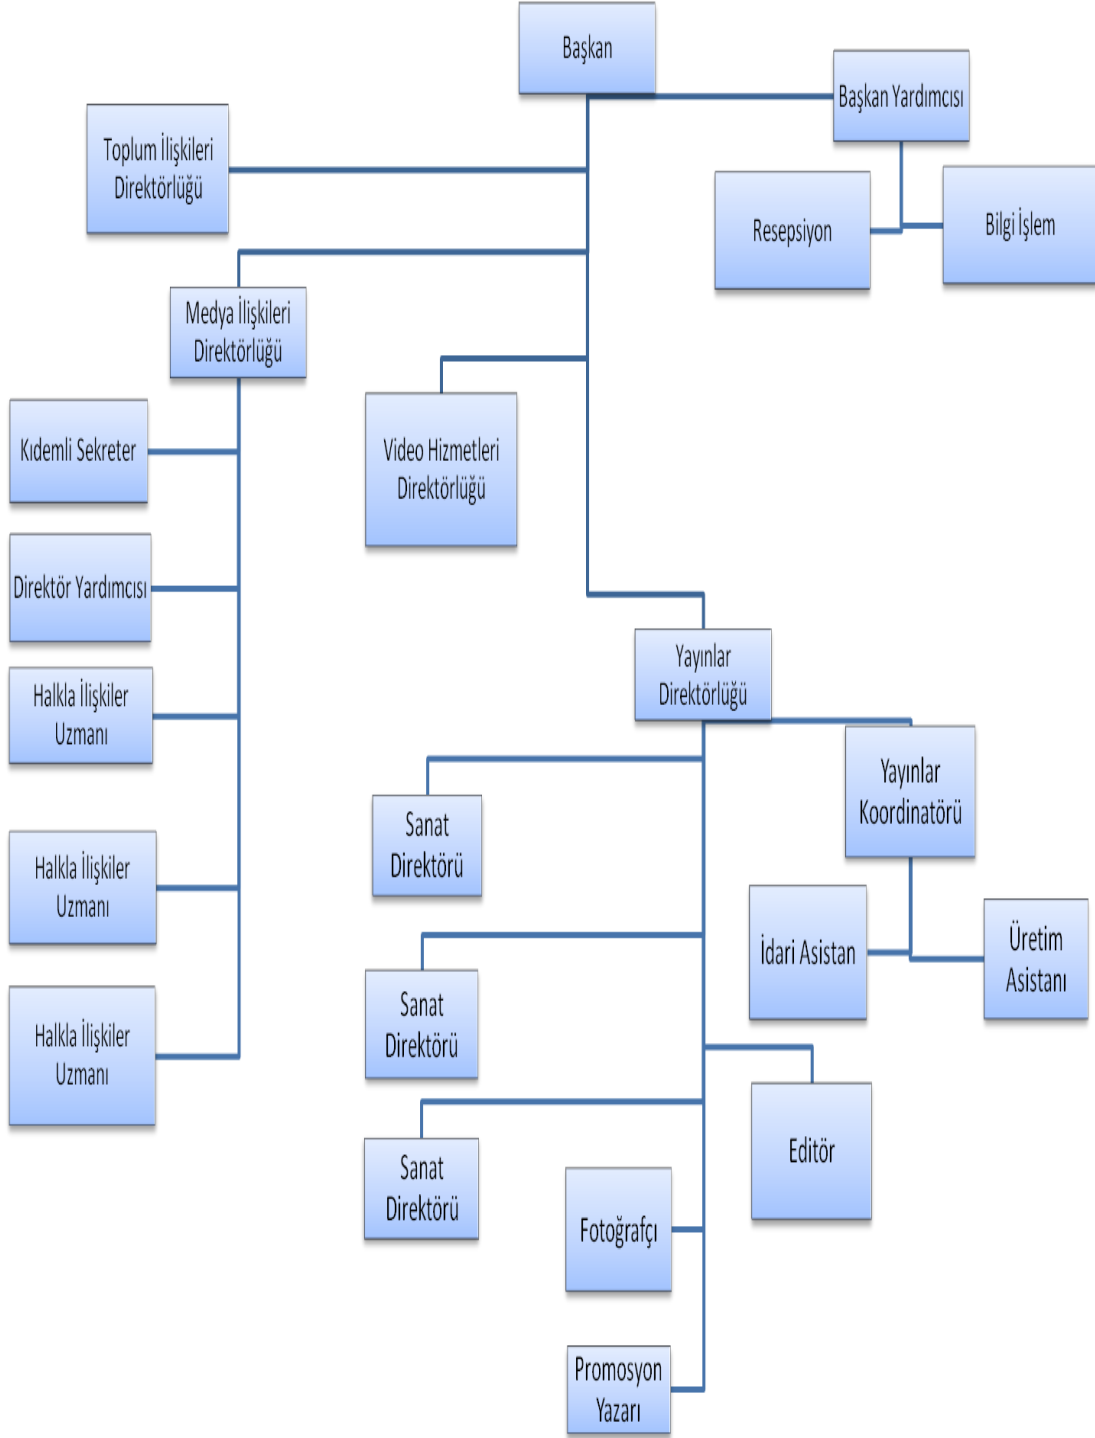 Başkan
Başkan Yardımcısı
Toplum İlişkileri
Direktörlüğü
Resepsiyon
Bilgi İşlem
Medya İlişkileri
Direktörlüğü
Kıdemli Sekreter
Video Hizmetleri
Direktörlüğü
Direktör Yardımcısı
Halkla İlişkiler
Uzmanı
Yayınlar
Direktörlüğü
Yayınlar
Koordinatörü
Sanat
Direktörü
Halkla İlişkiler
Uzmanı
İdari Asistan
Üretim
Asistanı
Sanat
Direktörü
Halkla İlişkiler
Uzmanı
Editör
Sanat
Direktörü
Fotoğrafçı
Promosyon
Yazarı